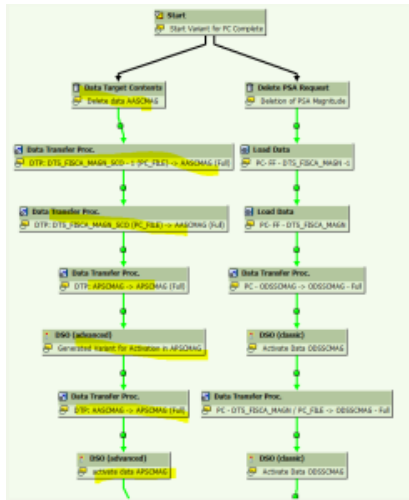 Start
Start Variant for PC Complete
Data Target Contents
Delete data AASCMAG
Delete PSA Request
Deletion of PSA Magnitude
Data Transfer Proc.
DTP: DTS_FISCA_MAGN_SCD - 1 (PC_FILE) -> AASCMAG (Full)
Load Data
PC- FF - DTS_FISCA_MAGN -1
Data Transfer Proc.
DTP: DTS_FISCA_MAGN_SCD (PC_FILE) -> AASCMAG (Full)
Load Data
PC- FF - DTS_FISCA_MAGN
Data Transfer Proc.
DTP: APSCMAG -> APSCMAG (Full)
Data Transfer Proc.
PC - ODSSCMAG -> ODSSCMAG - Full
DSO (advanced)
Generated Variant for Activation in APSCMAG
DSO (classic)
Activate Data ODSSCMAG
Data Transfer Proc.
DTP: AASCMAG -> APSCMAG (Full)
Data Transfer Proc.
PC - DTS_FISCA_MAGN / PC_FILE -> ODSSCMAG - Full
DSO (advanced)
activate data APSCMAG
DSO (classic)
Activate Data ODSSCMAG